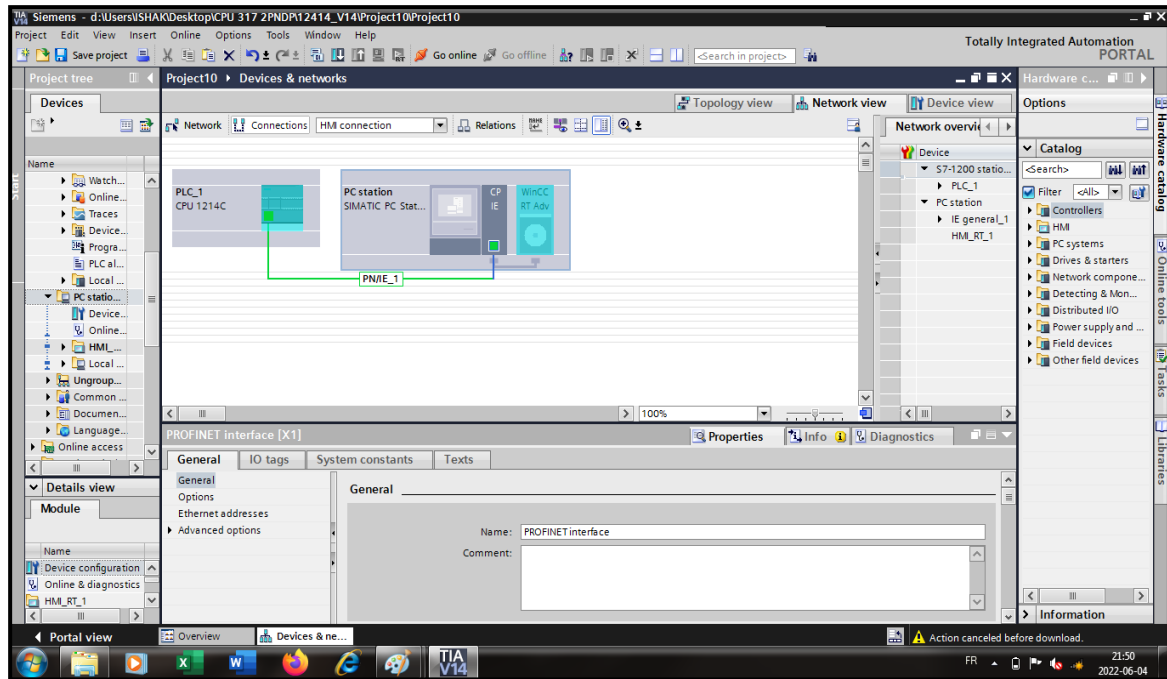 Siemens - d:\Users\ISHAK\Desktop\CPU 317 2PNDP\12414_V14\Project10\Project10
Project Edit View Insert Online Options Tools Window Help
Totally Integrated Automation
PORTAL
Save project
Go online
Go offline
<Search in project>
Project tree
Project10 ▸ Devices & networks
Hardware c...
Devices
Topology view
Network view
Device view
Options
Network
Connections
HMI connection
Relations
100%
Network overvi
Device
S7-1200 statio...
PLC_1
PC station
IE general_1
HMI_RT_1
Catalog
<Search>
Filter
<All>
Controllers
HMI
PC systems
Drives & starters
Network compone...
Detecting & Mon...
Distributed I/O
Power supply and ...
Field devices
Other field devices
Information
Hardware catalog
Online tools
Tasks
Libraries
Start
Name
Watch...
Online...
Traces
Device...
Progra...
PLC al...
Local ...
PC statio...
Device...
Online...
HMI_...
Local ...
Ungroup...
Common ...
Documen...
Language...
Online access
Details view
Module
Name
Device configuration
Online & diagnostics
HMI_RT_1
PLC_1
CPU 1214C
PC station
SIMATIC PC Stat...
CP
IE
WinCC
RT Adv
PN/IE_1
PROFINET interface [X1]
Properties
Info
Diagnostics
General
IO tags
System constants
Texts
General
Options
Ethernet addresses
Advanced options
General
Name: PROFINET interface
Comment:
Portal view
Overview
Devices & ne...
Action canceled before download.
TIA
V14
FR
21:50
2022-06-04